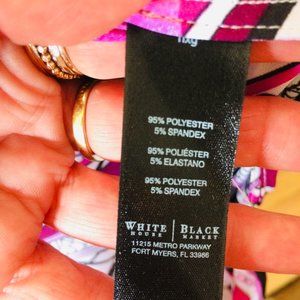 95% POLYESTER
5% SPANDEX
95% POLIÉSTER
5% ELASTANO
95% POLYESTER
5% SPANDEX
WHITE HOUSE | BLACK MARKET
11215 METRO PARKWAY
FORT MYERS, FL 33966